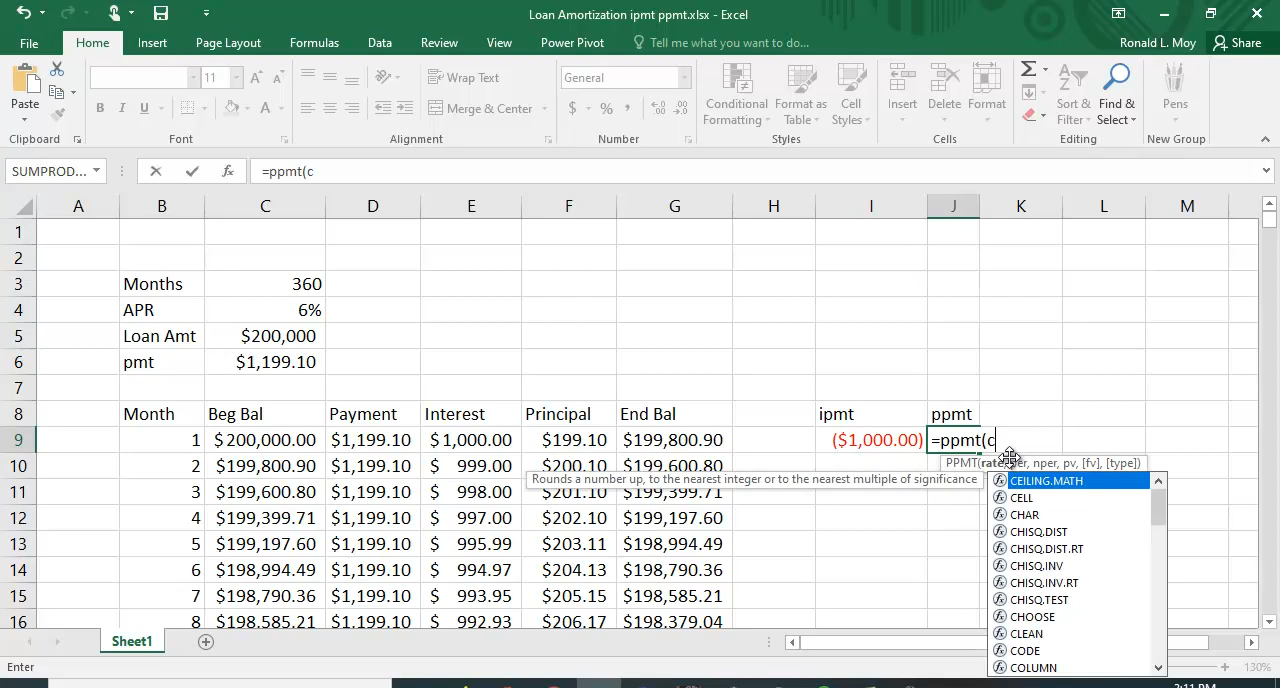 Loan Amortization ipmt ppmt.xlsx - Excel
File Home Insert Page Layout Formulas Data Review View Power Pivot Tell me what you want to do... Ronald L. Moy Share
11 Wrap Text General
Paste B I U A Merge & Center $ % , Conditional Formatting Format as Table Cell Styles Insert Delete Format Sort & Filter Find & Select Pens
Clipboard Font Alignment Number Styles Cells Editing New Group
SUMPROD... fx =ppmt(c
A B C D E F G H I J K L M
1
2
3 Months 360
4 APR 6%
5 Loan Amt $200,000
6 pmt $1,199.10
7
8 Month Beg Bal Payment Interest Principal End Bal ipmt ppmt
9 1 $200,000.00 $1,199.10 $1,000.00 $199.10 $199,800.90 ($1,000.00) =ppmt(c
PPMT(rate, per, nper, pv, [fv], [type])
10 2 $199,800.90 $1,199.10 $ 999.00 $200.10 $199,600.80
Rounds a number up, to the nearest integer or to the nearest multiple of significance
CEILING.MATH
CELL
CHAR
CHISQ.DIST
CHISQ.DIST.RT
CHISQ.INV
CHISQ.INV.RT
CHISQ.TEST
CHOOSE
CLEAN
CODE
COLUMN
11 3 $199,600.80 $1,199.10 $ 998.00 $201.10 $199,399.71
12 4 $199,399.71 $1,199.10 $ 997.00 $202.10 $199,197.60
13 5 $199,197.60 $1,199.10 $ 995.99 $203.11 $198,994.49
14 6 $198,994.49 $1,199.10 $ 994.97 $204.13 $198,790.36
15 7 $198,790.36 $1,199.10 $ 993.95 $205.15 $198,585.21
16 8 $198,585.21 $1,199.10 $ 992.93 $206.17 $198,379.04
Sheet1
Enter 130%
2:11 PM